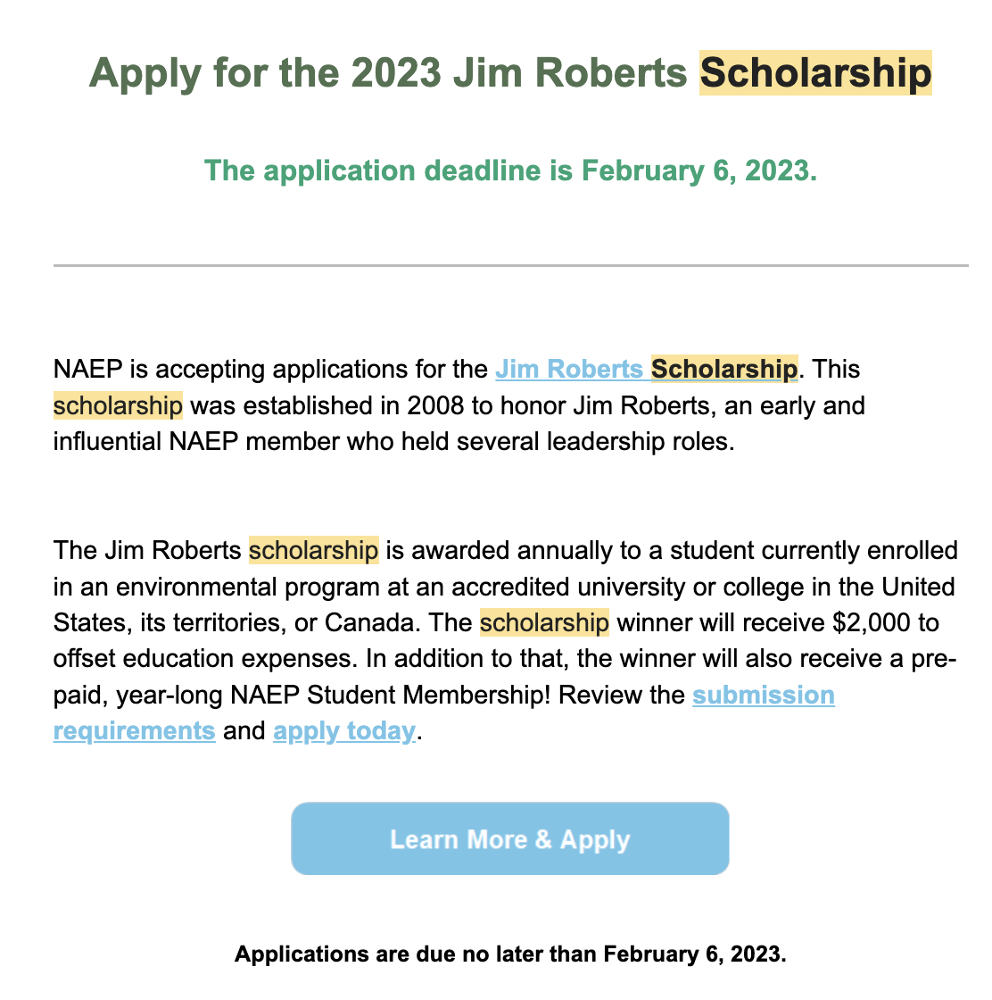 Apply for the 2023 Jim Roberts Scholarship
The application deadline is February 6, 2023.
NAEP is accepting applications for the Jim Roberts Scholarship. This
scholarship was established in 2008 to honor Jim Roberts, an early and
influential NAEP member who held several leadership roles.
The Jim Roberts scholarship is awarded annually to a student currently enrolled
in an environmental program at an accredited university or college in the United
States, its territories, or Canada. The scholarship winner will receive $2,000 to
offset education expenses. In addition to that, the winner will also receive a pre-
paid, year-long NAEP Student Membership! Review the submission
requirements and apply today.
Learn More & Apply
Applications are due no later than February 6, 2023.